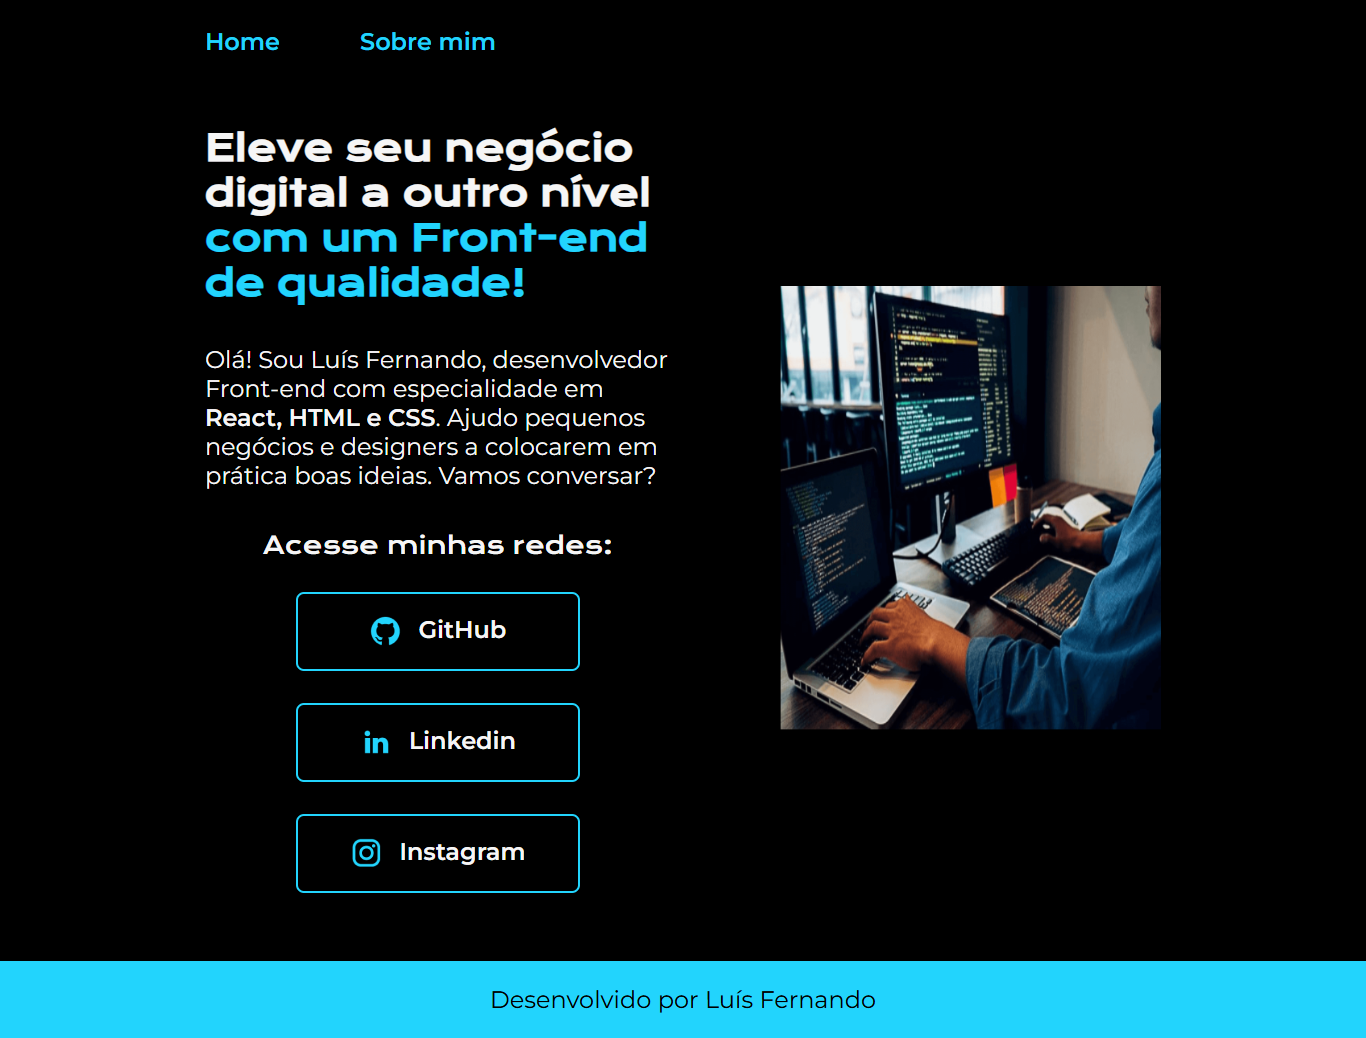 Home Sobre mim
Eleve seu negócio
digital a outro nível
com um Front-end
de qualidade!
Olá! Sou Luís Fernando, desenvolvedor
Front-end com especialidade em
React, HTML e CSS. Ajudo pequenos
negócios e designers a colocarem em
prática boas ideias. Vamos conversar?
Acesse minhas redes:
GitHub
Linkedin
Instagram
Desenvolvido por Luís Fernando